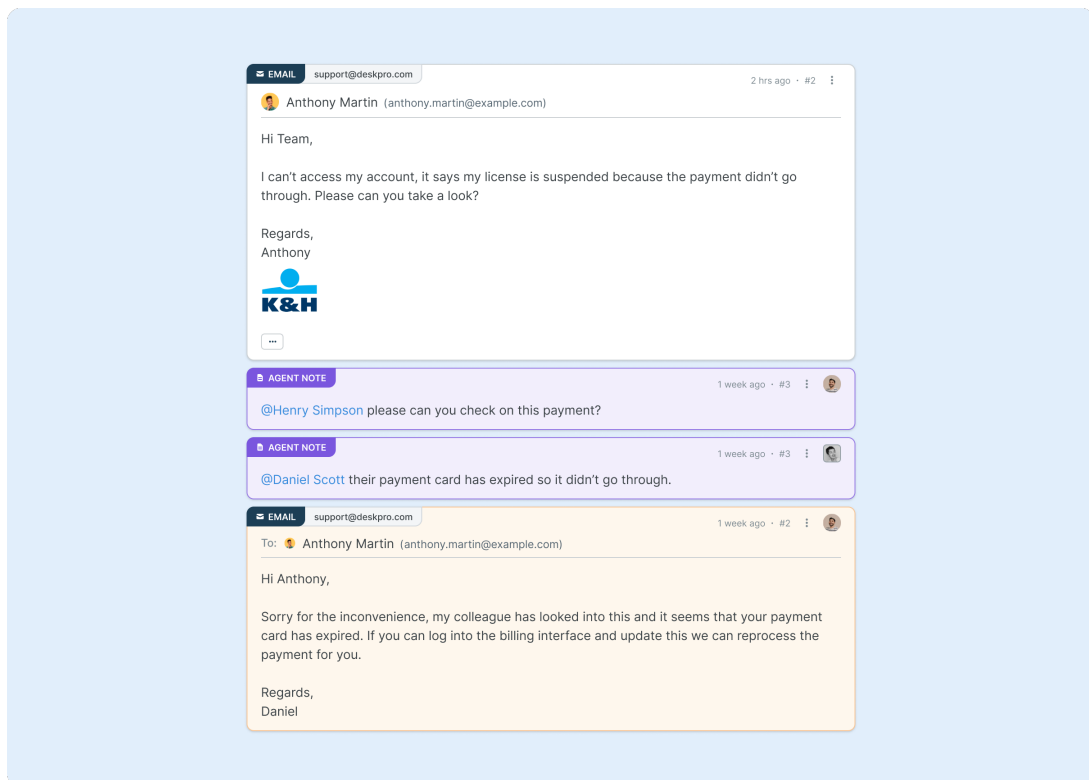 EMAIL support@deskpro.com
2 hrs ago · #2
Anthony Martin (anthony.martin@example.com)
Hi Team,
I can’t access my account, it says my license is suspended because the payment didn’t go
through. Please can you take a look?
Regards,
Anthony
K&H
AGENT NOTE
1 week ago · #3
@Henry Simpson please can you check on this payment?
AGENT NOTE
1 week ago · #3
@Daniel Scott their payment card has expired so it didn’t go through.
EMAIL support@deskpro.com
1 week ago · #2
To: Anthony Martin (anthony.martin@example.com)
Hi Anthony,
Sorry for the inconvenience, my colleague has looked into this and it seems that your payment
card has expired. If you can log into the billing interface and update this we can reprocess the
payment for you.
Regards,
Daniel